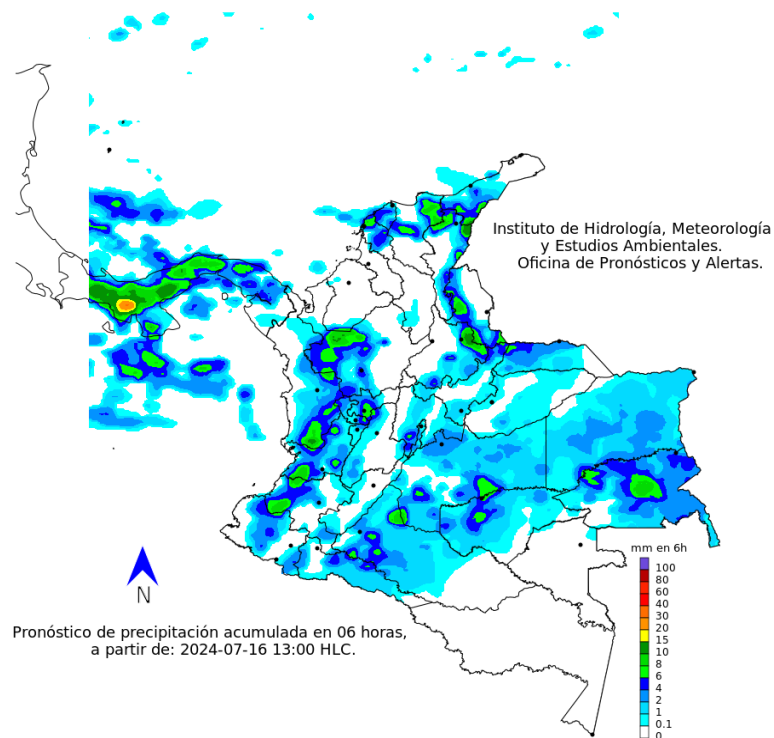 Instituto de Hidrología, Meteorología
y Estudios Ambientales.
Oficina de Pronósticos y Alertas.
N
Pronóstico de precipitación acumulada en 06 horas,
a partir de: 2024-07-16 13:00 HLC.
mm en 6h
100
80
60
40
30
20
15
10
8
6
4
2
1
0.1
0